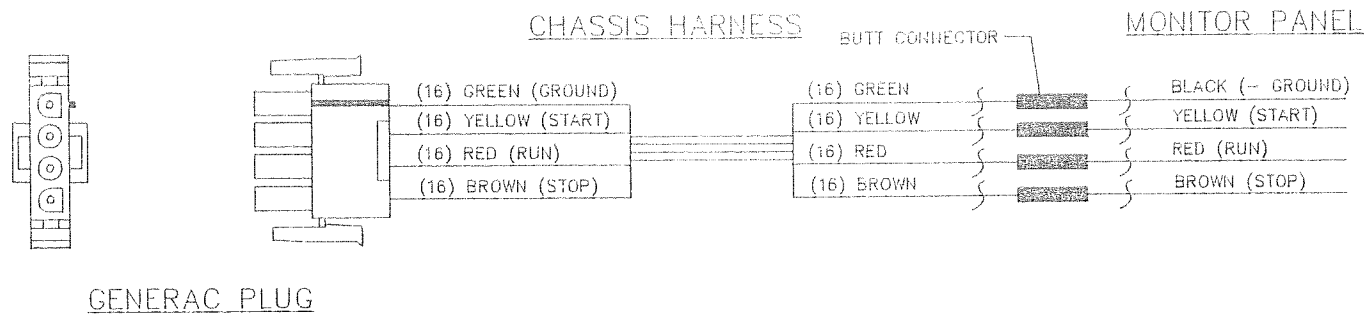 CHASSIS HARNESS
MONITOR PANEL
BUTT CONNECTOR
(16) GREEN (GROUND)
(16) YELLOW (START)
(16) RED (RUN)
(16) BROWN (STOP)
(16) GREEN
(16) YELLOW
(16) RED
(16) BROWN
BLACK (- GROUND)
YELLOW (START)
RED (RUN)
BROWN (STOP)
GENERAC PLUG